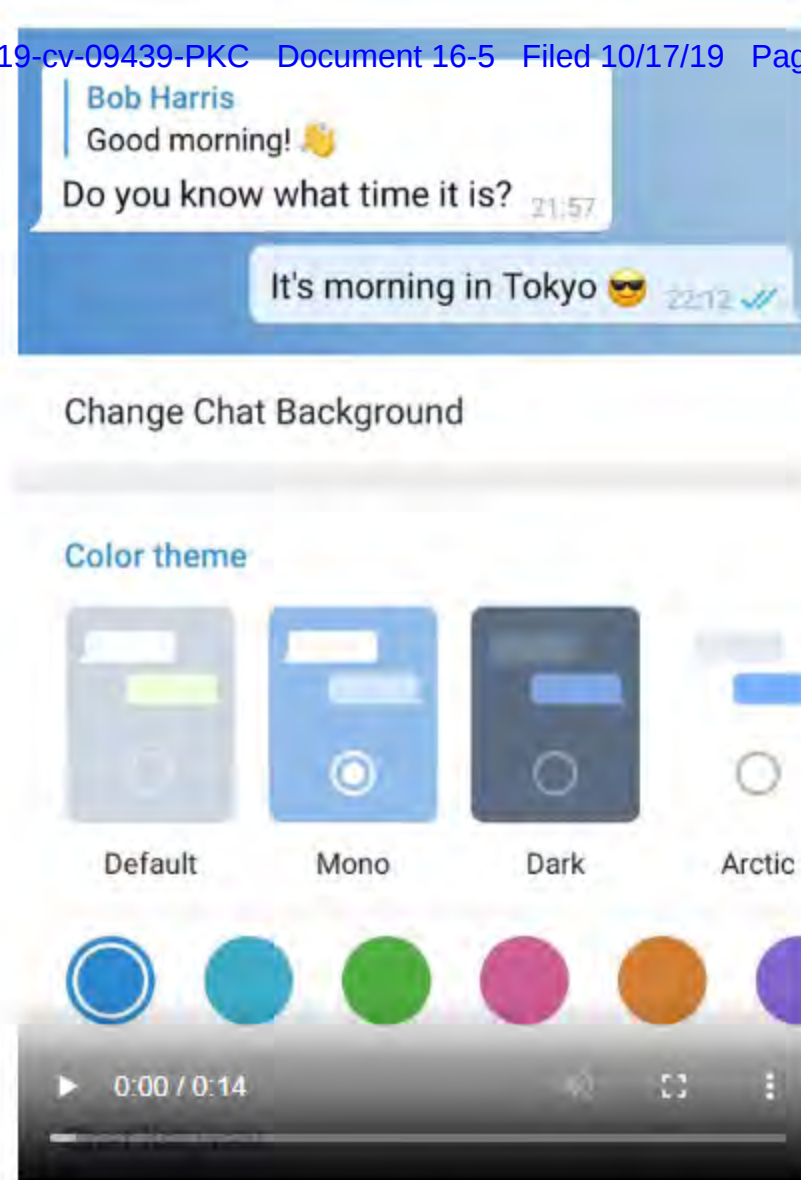 19-cv-09439-PKC Document 16-5 Filed 10/17/19 Pag
Bob Harris
Good morning! 👋
Do you know what time it is? 21:57
It's morning in Tokyo 😎 22:12
Change Chat Background
Color theme
Default Mono Dark Arctic
0:00 / 0:14